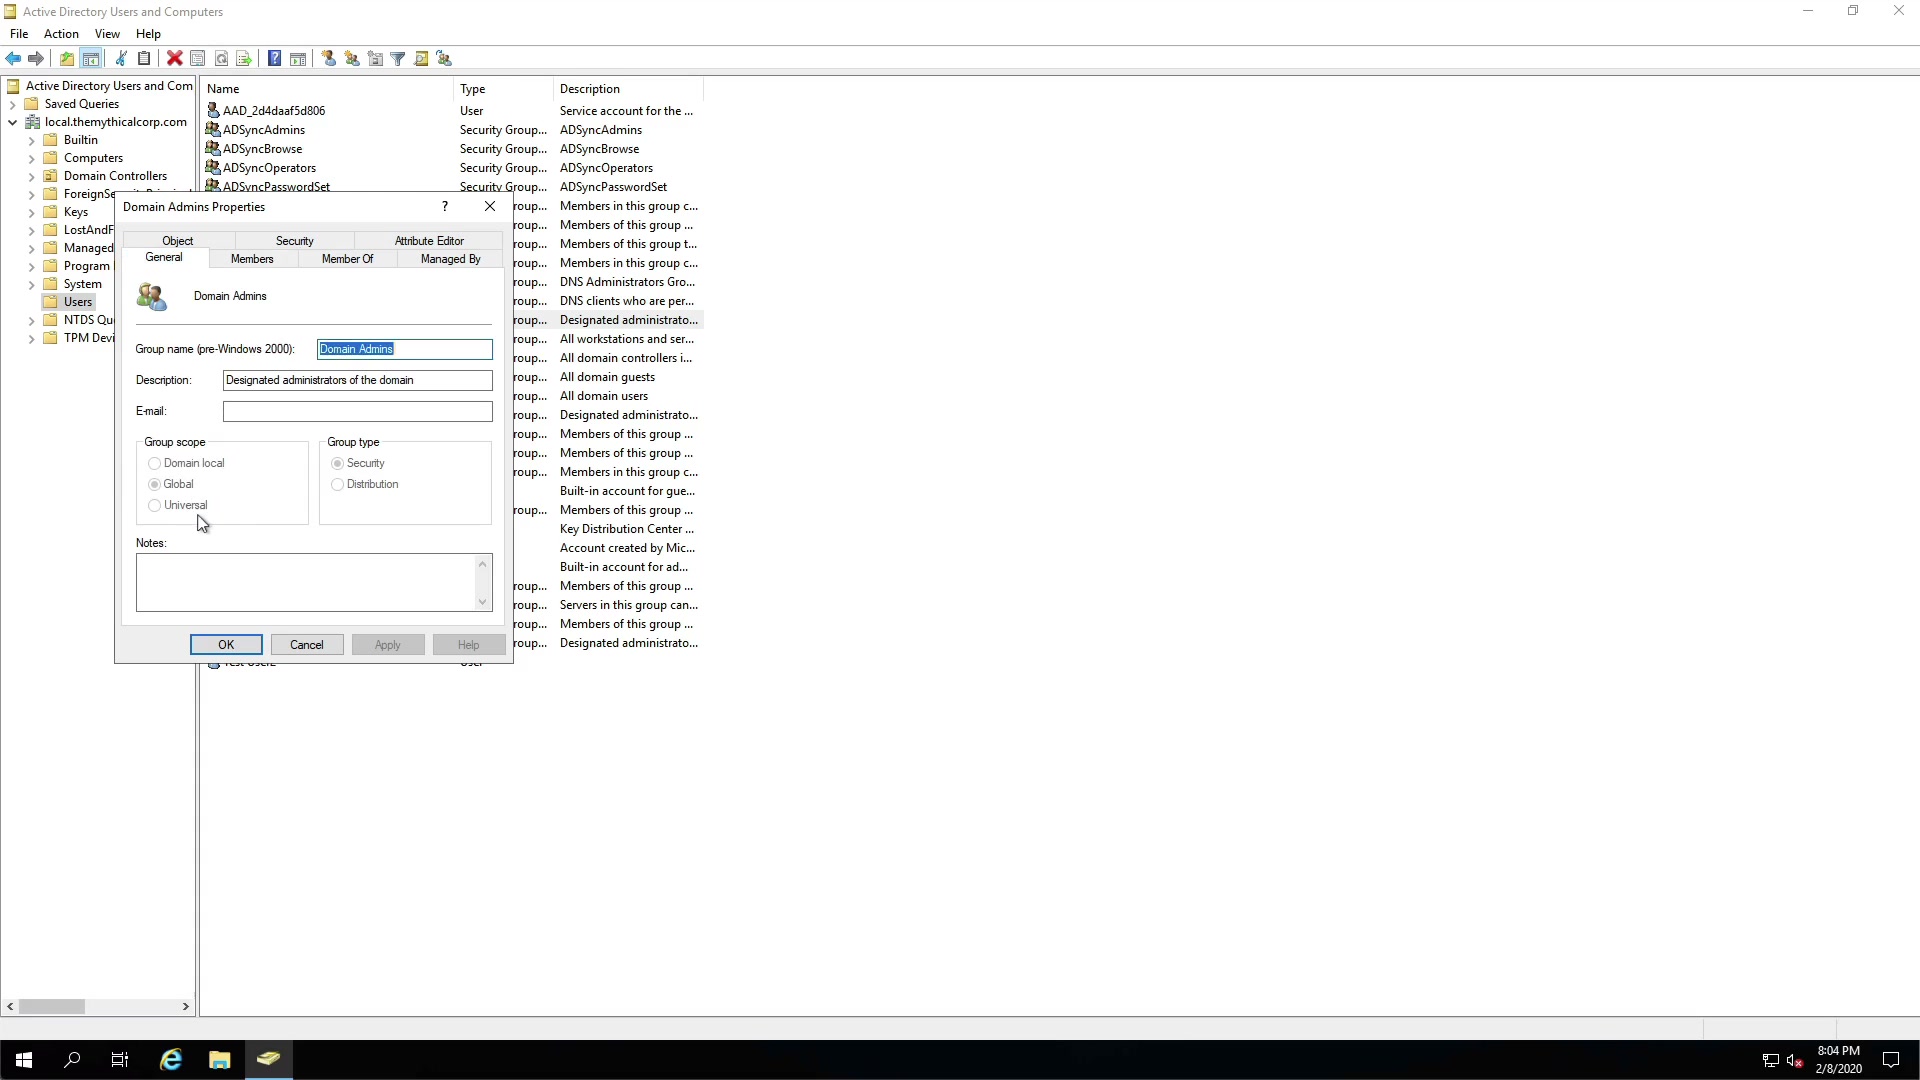 Active Directory Users and Computers
File Action View Help
Active Directory Users and Com
Saved Queries
local.themythicalcorp.com
Builtin
Computers
Domain Controllers
Keys
LostAndF
Managed
Program
System
Users
NTDS Qu
TPM Devi
Name Type Description
AAD_2d4daaf5d806 User Service account for the ...
ADSyncAdmins Security Group... ADSyncAdmins
ADSyncBrowse Security Group... ADSyncBrowse
ADSyncOperators Security Group... ADSyncOperators
ADSyncPasswordSet Security Group... ADSyncPasswordSet
roup... Members in this group c...
roup... Members of this group ...
roup... Members of this group t...
roup... Members in this group c...
roup... DNS Administrators Gro...
roup... DNS clients who are per...
roup... Designated administrato...
roup... All workstations and ser...
roup... All domain controllers i...
roup... All domain guests
roup... All domain users
roup... Designated administrato...
roup... Members of this group ...
roup... Members of this group ...
roup... Members in this group c...
Built-in account for gue...
roup... Members of this group ...
Key Distribution Center ...
Account created by Mic...
Built-in account for ad...
roup... Members of this group ...
roup... Servers in this group can...
roup... Members of this group ...
roup... Designated administrato...
Domain Admins Properties
?
Object Security Attribute Editor
General Members Member Of Managed By
Domain Admins
Group name (pre-Windows 2000): Domain Admins
Description: Designated administrators of the domain
E-mail:
Group scope Group type
Domain local Security
Global Distribution
Universal
Notes:
OK Cancel Apply Help
8:04 PM
2/8/2020